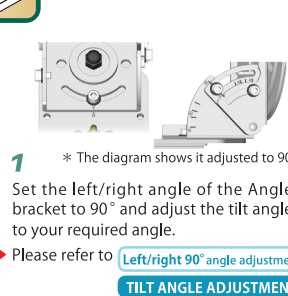 1
* The diagram shows it adjusted to 90
Set the left/right angle of the Angle
bracket to 90° and adjust the tilt angle
to your required angle.
Please refer to Left/right 90° angle adjustme
TILT ANGLE ADJUSTMEN